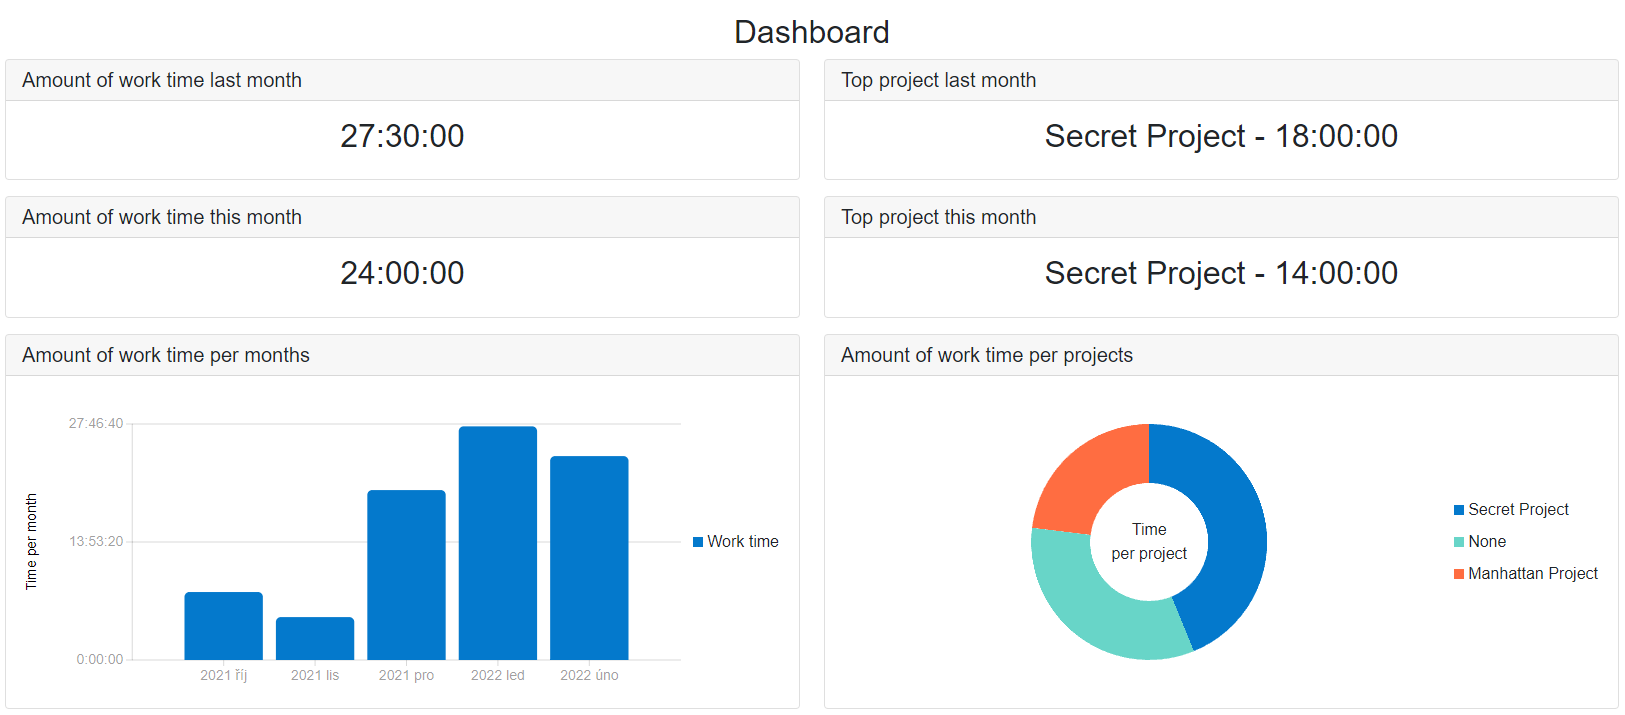 Dashboard
Amount of work time last month
27:30:00
Top project last month
Secret Project - 18:00:00
Amount of work time this month
24:00:00
Top project this month
Secret Project - 14:00:00
Amount of work time per months
Time per month
27:46:40
13:53:20
0:00:00
2021 říj
2021 lis
2021 pro
2022 led
2022 úno
Work time
Amount of work time per projects
Time
per project
Secret Project
None
Manhattan Project